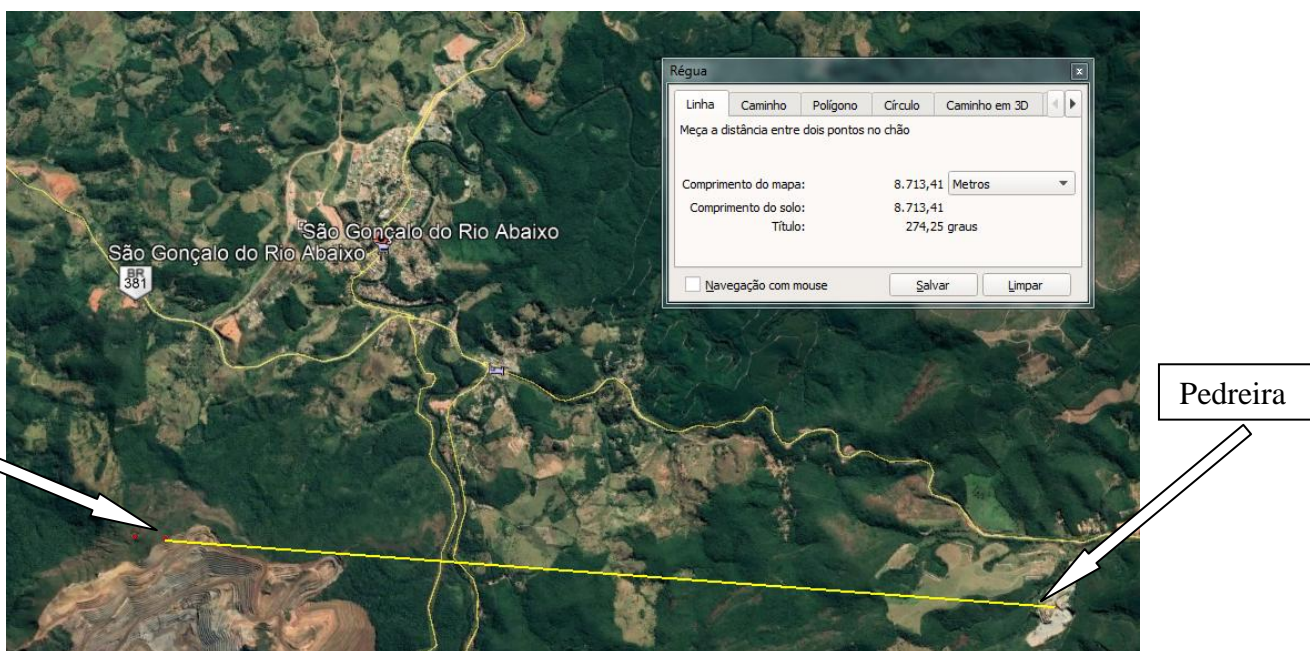 Régua
Linha Caminho Polígono Círculo Caminho em 3D
Meça a distância entre dois pontos no chão
Comprimento do mapa: 8.713,41 Metros
Comprimento do solo: 8.713,41
Título: 274,25 graus
Navegação com mouse Salvar Limpar
São Gonçalo do Rio Abaixo
São Gonçalo do Rio Abaixo
BR
381
Pedreira